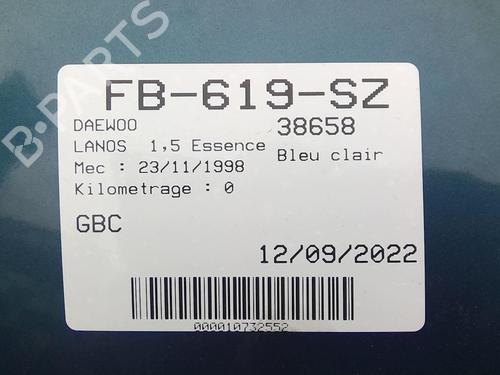 B-PARTS
FB-619-SZ
DAEWOO 38658
LANOS 1,5 Essence Bleu clair
Mec : 23/11/1998
Kilometrage : 0
GBC
12/09/2022
000010732552